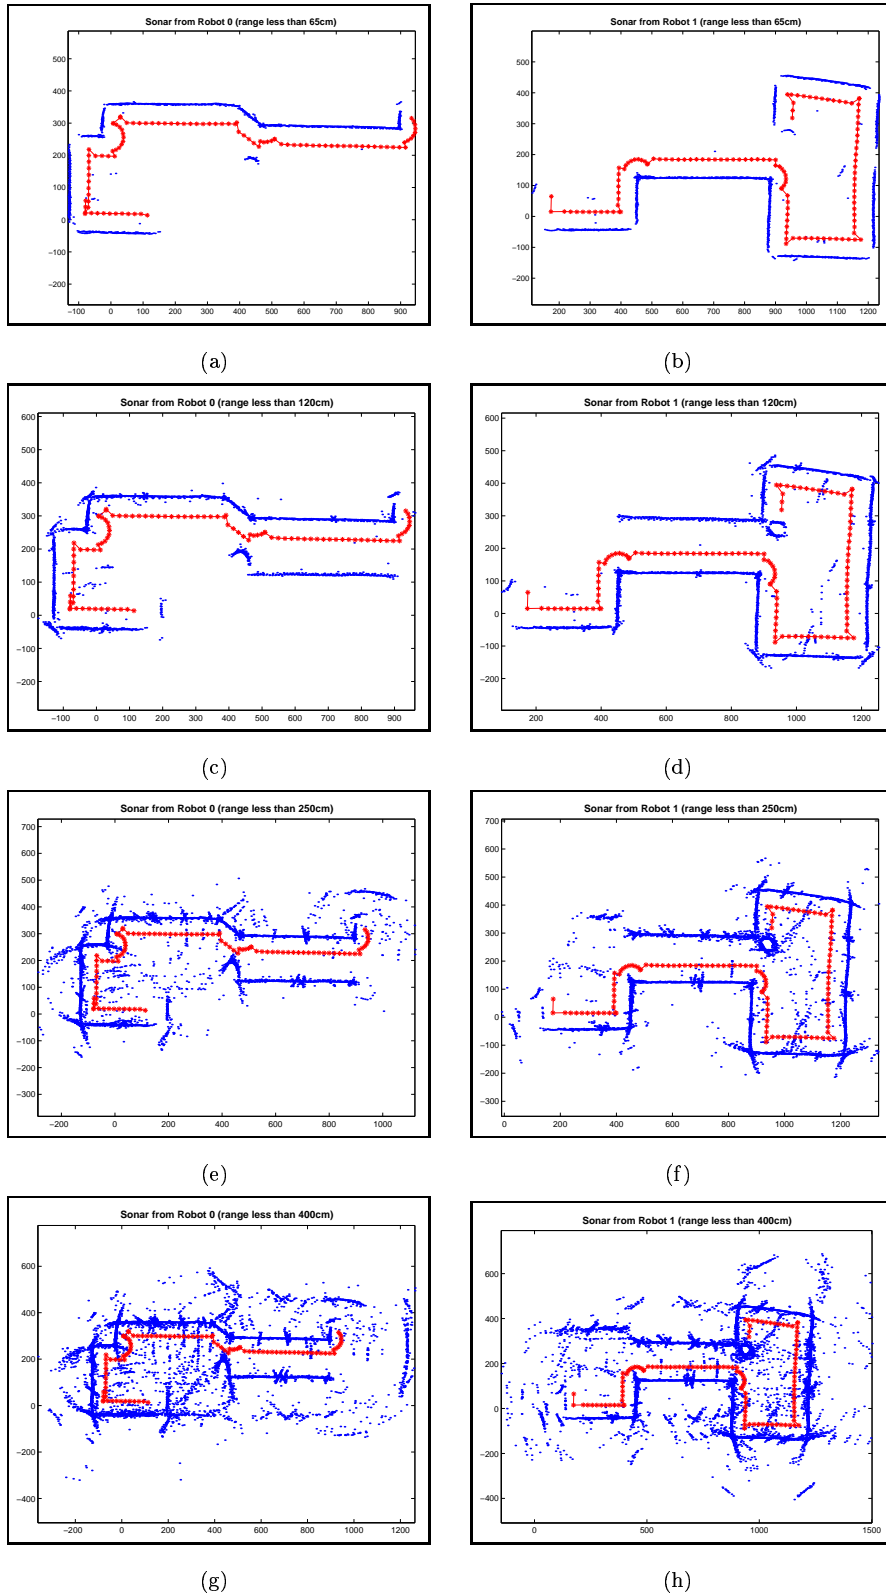 Sonar from Robot 0 (range less than 65cm)
500
400
300
200
100
0
−100
−200
−100 0 100 200 300 400 500 600 700 800 900
(a)
Sonar from Robot 1 (range less than 65cm)
500
400
300
200
100
0
−100
−200
200 300 400 500 600 700 800 900 1000 1100 1200
(b)
Sonar from Robot 0 (range less than 120cm)
600
500
400
300
200
100
0
−100
−200
−100 0 100 200 300 400 500 600 700 800 900
(c)
Sonar from Robot 1 (range less than 120cm)
600
500
400
300
200
100
0
−100
−200
200 400 600 800 1000 1200
(d)
Sonar from Robot 0 (range less than 250cm)
700
600
500
400
300
200
100
0
−100
−200
−300
−200 0 200 400 600 800 1000
(e)
Sonar from Robot 1 (range less than 250cm)
700
600
500
400
300
200
100
0
−100
−200
−300
0 200 400 600 800 1000 1200
(f)
Sonar from Robot 0 (range less than 400cm)
600
400
200
0
−200
−400
−200 0 200 400 600 800 1000 1200
(g)
Sonar from Robot 1 (range less than 400cm)
600
400
200
0
−200
−400
0 500 1000 1500
(h)